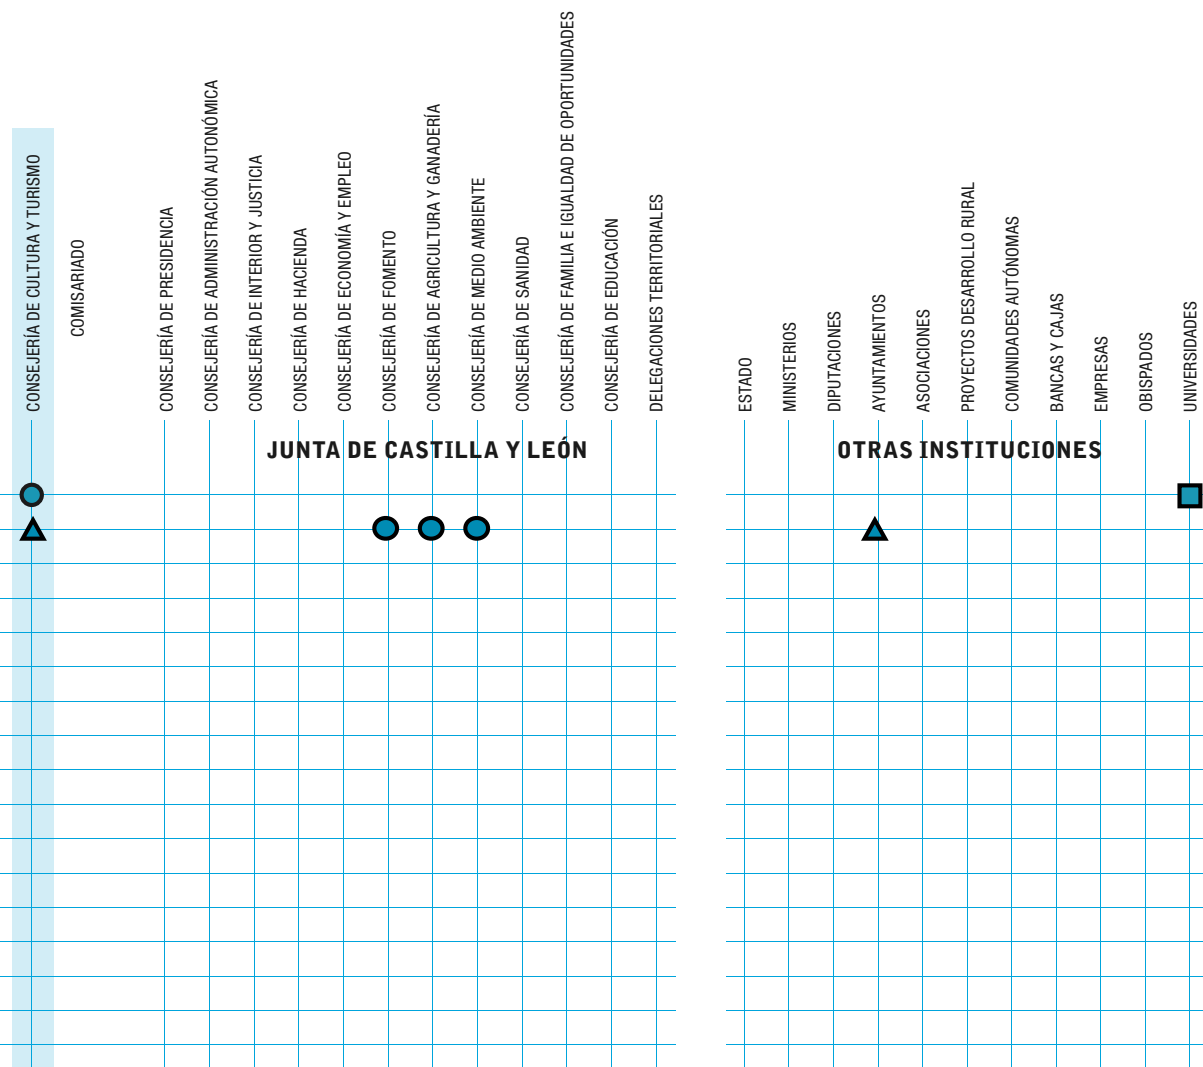 CONSEJERÍA DE CULTURA Y TURISMO
COMISARIADO
CONSEJERÍA DE PRESIDENCIA
CONSEJERÍA DE ADMINISTRACIÓN AUTONÓMICA
CONSEJERÍA DE INTERIOR Y JUSTICIA
CONSEJERÍA DE HACIENDA
CONSEJERÍA DE ECONOMÍA Y EMPLEO
CONSEJERÍA DE FOMENTO
CONSEJERÍA DE AGRICULTURA Y GANADERÍA
CONSEJERÍA DE MEDIO AMBIENTE
CONSEJERÍA DE SANIDAD
CONSEJERÍA DE FAMILIA E IGUALDAD DE OPORTUNIDADES
CONSEJERÍA DE EDUCACIÓN
DELEGACIONES TERRITORIALES
ESTADO
MINISTERIOS
DIPUTACIONES
AYUNTAMIENTOS
ASOCIACIONES
PROYECTOS DESARROLLO RURAL
COMUNIDADES AUTÓNOMAS
BANCAS Y CAJAS
EMPRESAS
OBISPADOS
UNIVERSIDADES
JUNTA DE CASTILLA Y LEÓN
OTRAS INSTITUCIONES